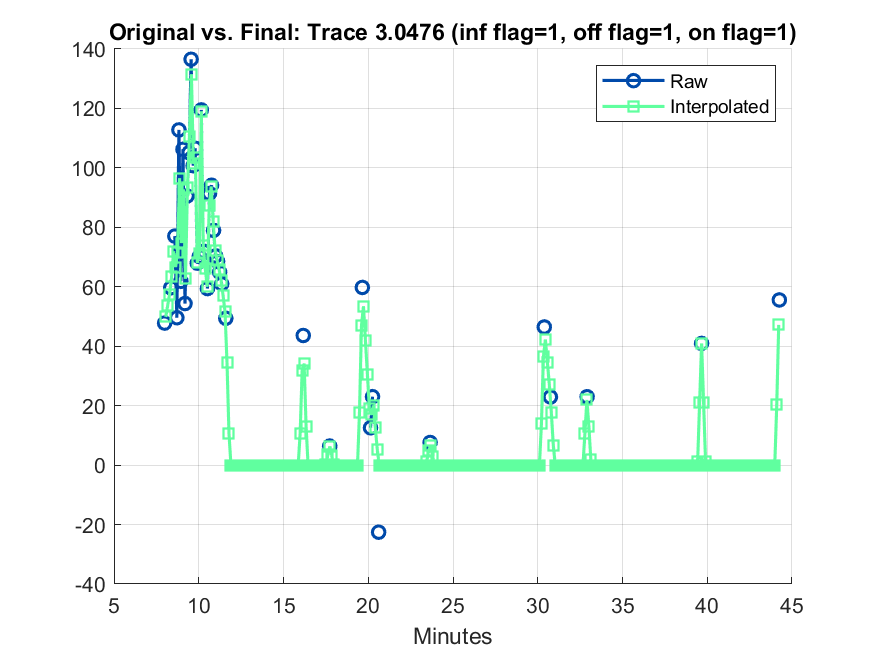 Original vs. Final: Trace 3.0476 (inf flag=1, off flag=1, on flag=1)
140
120
100
80
60
40
20
0
-20
-40
Raw
Interpolated
5 10 15 20 25 30 35 40 45
Minutes